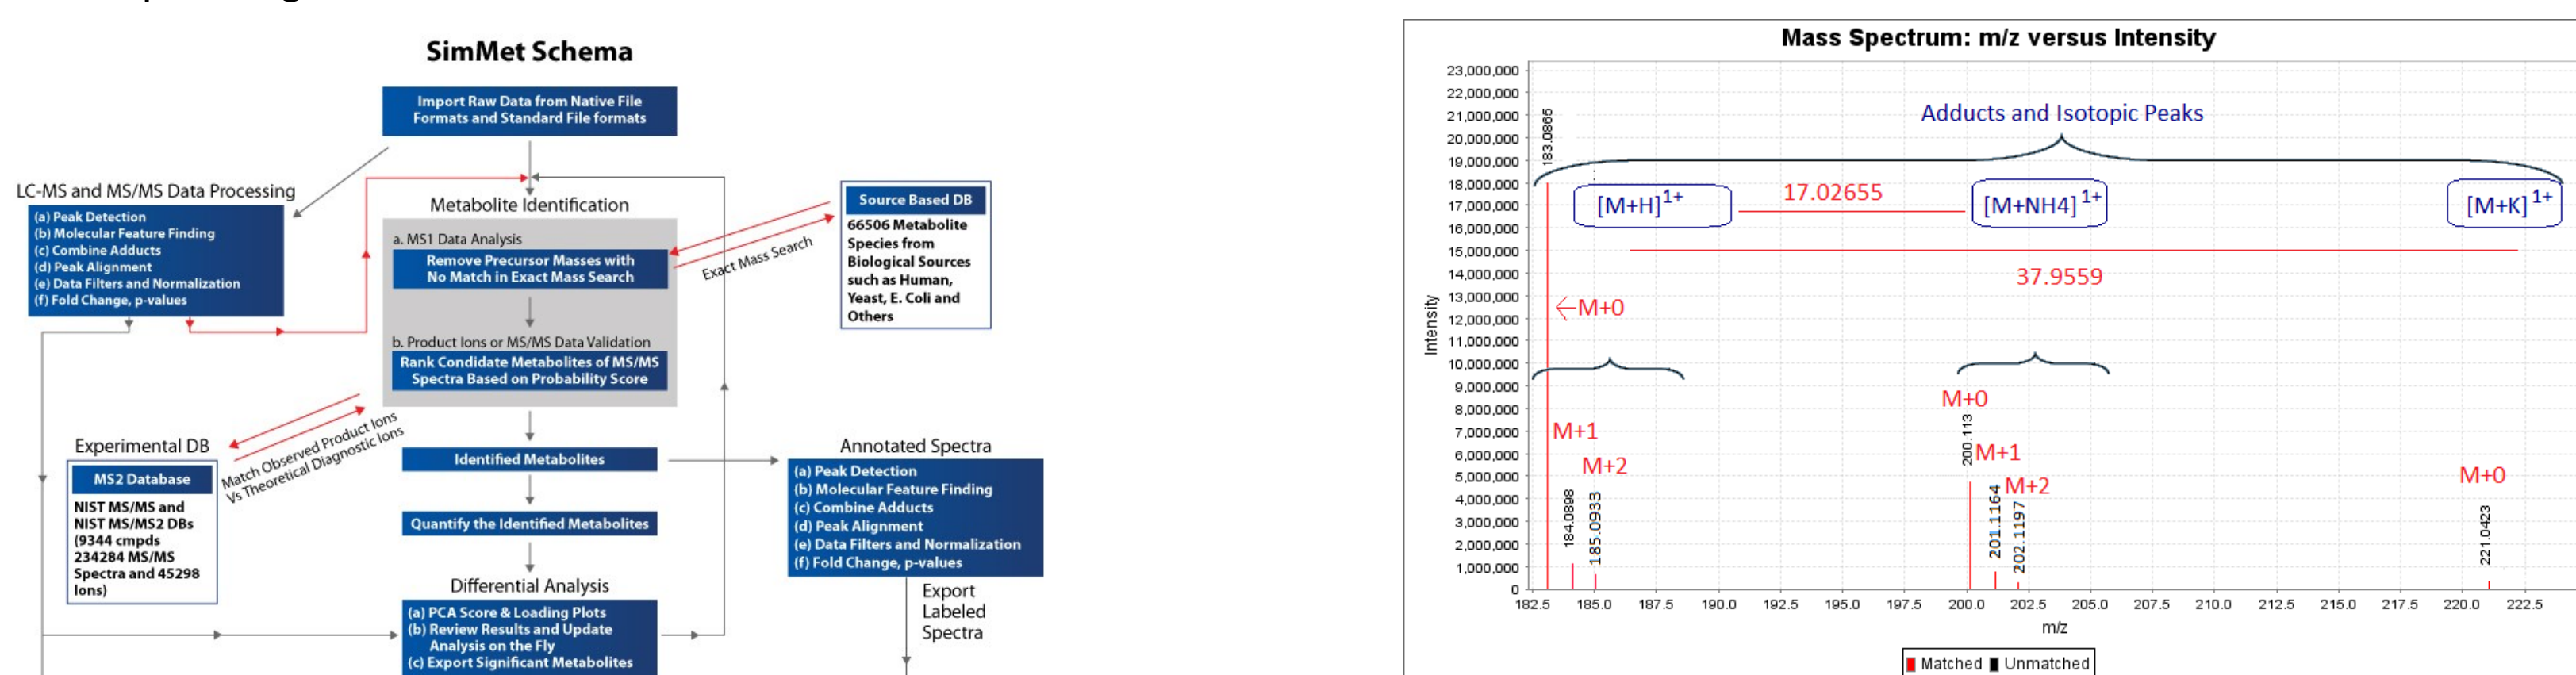 SimMet Schema
Import Raw Data from Native File
Formats and Standard File formats
LC-MS and MS/MS Data Processing
(a) Peak Detection
(b) Molecular Feature Finding
(c) Combine Adducts
(d) Peak Alignment
(e) Data Filters and Normalization
(f) Fold Change, p-values
Metabolite Identification
a. MS1 Data Analysis
Remove Precursor Masses with
No Match in Exact Mass Search
b. Product Ions or MS/MS Data Validation
Rank Candidate Metabolites of MS/MS
Spectra Based on Probability Score
Exact Mass Search
Source Based DB
66506 Metabolite
Species from
Biological Sources
such as Human,
Yeast, E. Coli and
Others
Match Observed Product Ions
Vs Theoretical Diagnostic Ions
Experimental DB
MS2 Database
NIST MS/MS and
NIST MS/MS2 DBs
(9344 cmpds
234284 MS/MS
Spectra and 45298
Ions)
Identified Metabolites
Quantify the Identified Metabolites
Differential Analysis
(a) PCA Score & Loading Plots
(b) Review Results and Update
Analysis on the Fly
(c) Export Significant Metabolites
Annotated Spectra
(a) Peak Detection
(b) Molecular Feature Finding
(c) Combine Adducts
(d) Peak Alignment
(e) Data Filters and Normalization
(f) Fold Change, p-values
Export
Labeled
Spectra
Mass Spectrum: m/z versus Intensity
Intensity
23,000,000
22,000,000
21,000,000
20,000,000
19,000,000
18,000,000
17,000,000
16,000,000
15,000,000
14,000,000
13,000,000
12,000,000
11,000,000
10,000,000
9,000,000
8,000,000
7,000,000
6,000,000
5,000,000
4,000,000
3,000,000
2,000,000
1,000,000
0
Adducts and Isotopic Peaks
183.0865
[M+H]1+
17.02655
[M+NH4]1+
[M+K]1+
37.9559
M+0
M+1
M+2
184.0898
185.0933
M+0
200.113
M+1
M+2
201.1164
202.1197
M+0
221.0423
182.5 185.0 187.5 190.0 192.5 195.0 197.5 200.0 202.5 205.0 207.5 210.0 212.5 215.0 217.5 220.0 222.5
m/z
Matched Unmatched